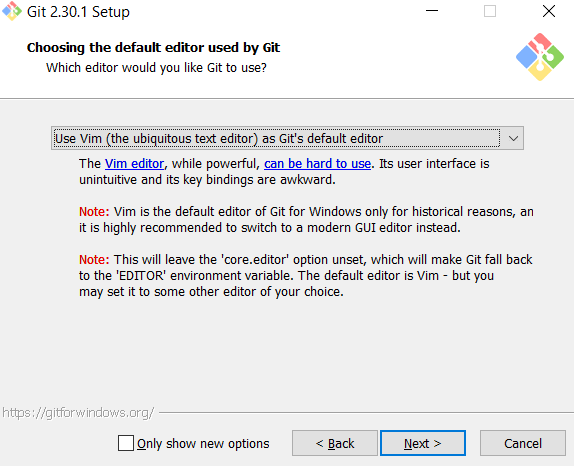 Git 2.30.1 Setup
Choosing the default editor used by Git
Which editor would you like Git to use?
Use Vim (the ubiquitous text editor) as Git's default editor
The Vim editor, while powerful, can be hard to use. Its user interface is
unintuitive and its key bindings are awkward.
Note: Vim is the default editor of Git for Windows only for historical reasons, an
it is highly recommended to switch to a modern GUI editor instead.
Note: This will leave the 'core.editor' option unset, which will make Git fall back
to the 'EDITOR' environment variable. The default editor is Vim - but you
may set it to some other editor of your choice.
https://gitforwindows.org/
Only show new options
< Back
Next >
Cancel